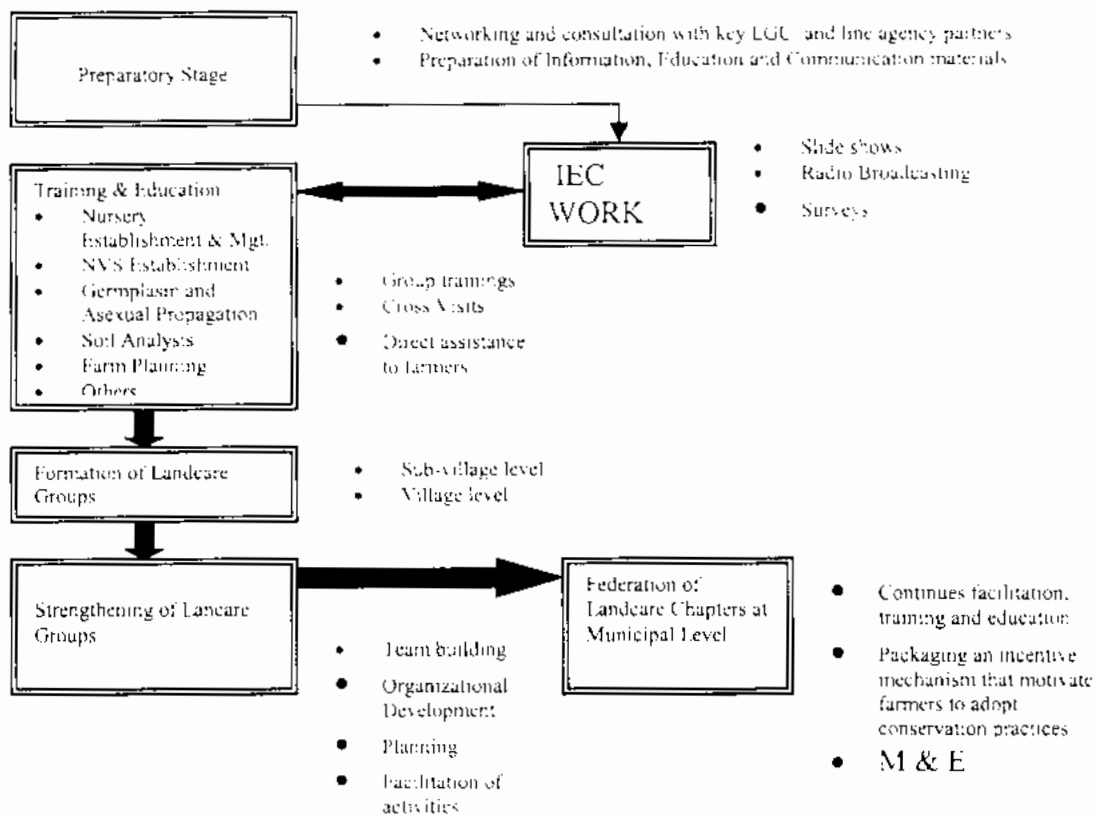 Preparatory Stage
• Networking and consultation with key LGU and line agency partners
• Preparation of Information, Education and Communication materials
IEC
WORK
• Slide shows
• Radio Broadcasting
• Surveys
Training & Education
• Nursery
Establishment & Mgt.
• NVS Establishment
• Germplasm and
Asexual Propagation
• Soil Analysis
• Farm Planning
• Others
• Group trainings
• Cross Visits
• Direct assistance
to farmers
Formation of Landcare
Groups
• Sub-village level
• Village level
Strengthening of Lancare
Groups
• Team building
• Organizational
Development
• Planning
• Facilitation of
activities
Federation of
Landcare Chapters at
Municipal Level
• Continues facilitation,
training and education
• Packaging an incentive
mechanism that motivate
farmers to adopt
conservation practices
• M & E